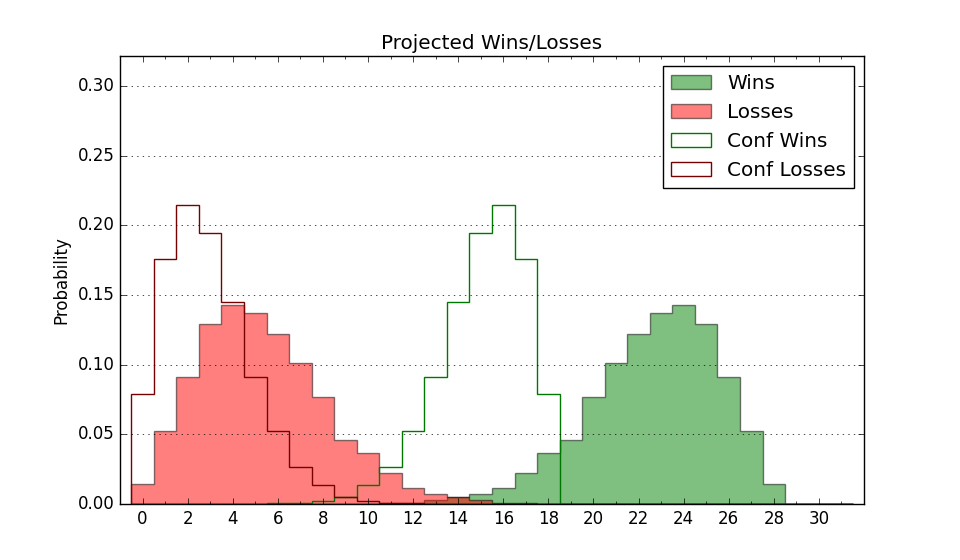 Projected Wins/Losses
Wins
Losses
Conf Wins
Conf Losses
Probability
0.30
0.25
0.20
0.15
0.10
0.05
0.00
0 2 4 6 8 10 12 14 16 18 20 22 24 26 28 30